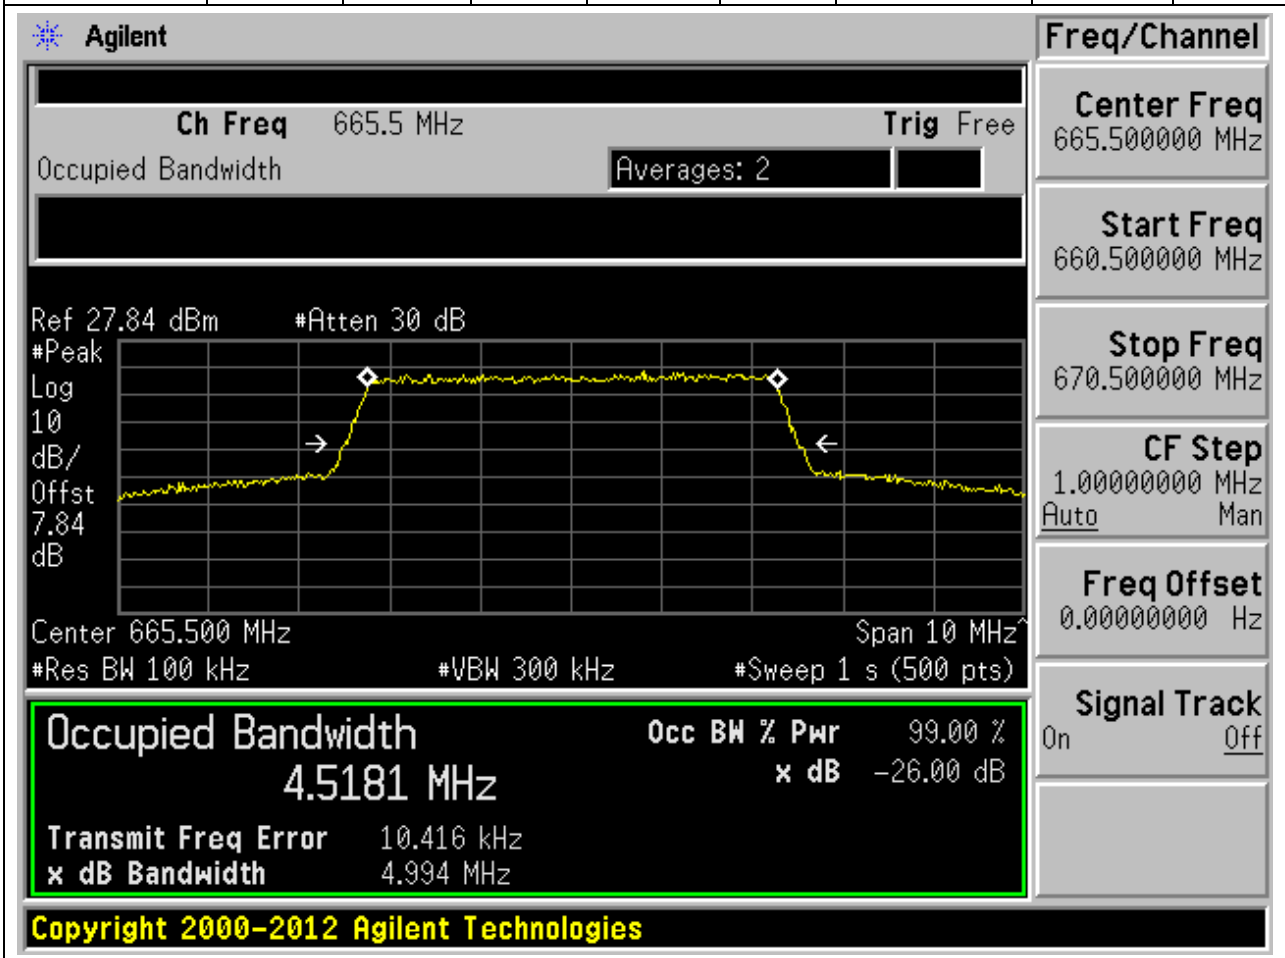 Agilent
Freq/Channel
Ch Freq 665.5 MHz Trig Free
Occupied Bandwidth Averages: 2
Center Freq
665.500000 MHz
Start Freq
660.500000 MHz
Stop Freq
670.500000 MHz
CF Step
1.00000000 MHz
Auto Man
Freq Offset
0.00000000 Hz
Signal Track
On Off
Ref 27.84 dBm #Atten 30 dB
#Peak
Log
10
dB/
Offst
7.84
dB
Center 665.500 MHz Span 10 MHz^
#Res BW 100 kHz #VBW 300 kHz #Sweep 1 s (500 pts)
Occupied Bandwidth Occ BW % Pwr 99.00 %
4.5181 MHz x dB -26.00 dB
Transmit Freq Error 10.416 kHz
x dB Bandwidth 4.994 MHz
Copyright 2000-2012 Agilent Technologies